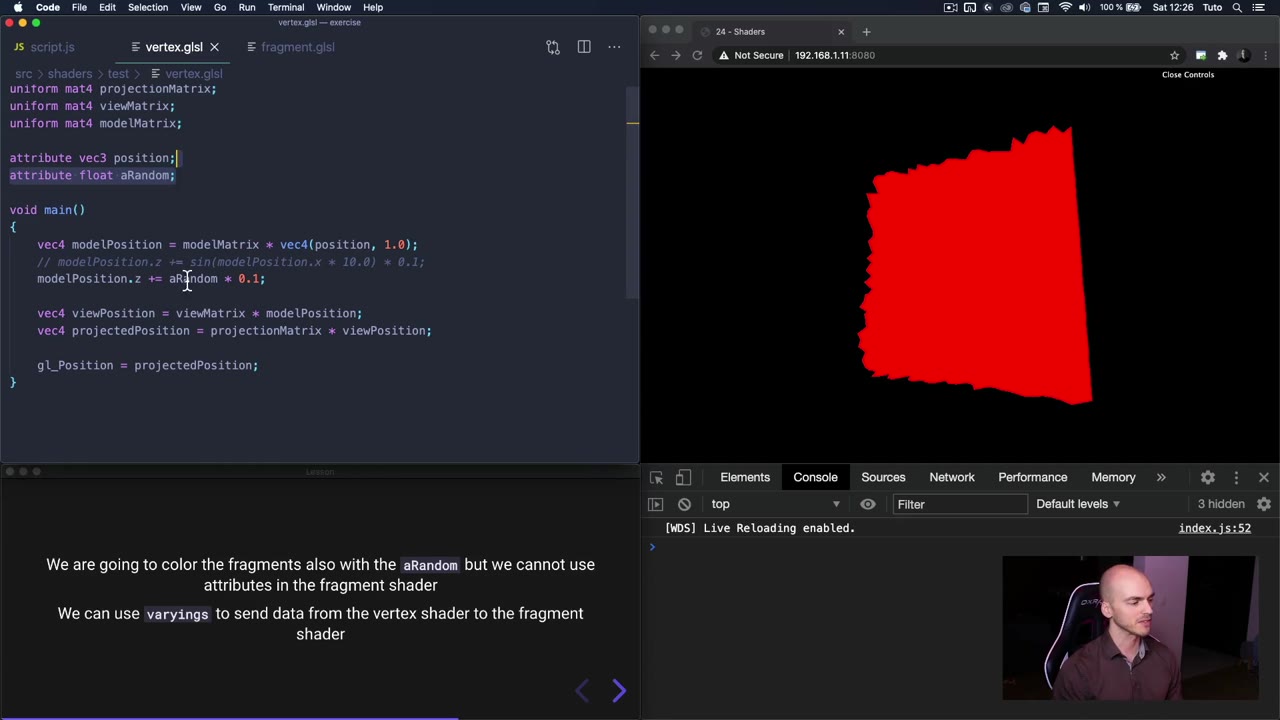 Code File Edit Selection View Go Run Terminal Window Help 100 % Sat 12:26 Tuto
vertex.glsl — exercise
JS script.js vertex.glsl fragment.glsl
src > shaders > test > vertex.glsl
uniform mat4 projectionMatrix;
uniform mat4 viewMatrix;
uniform mat4 modelMatrix;
attribute vec3 position;
attribute float aRandom;
void main()
{
vec4 modelPosition = modelMatrix * vec4(position, 1.0);
// modelPosition.z += sin(modelPosition.x * 10.0) * 0.1;
modelPosition.z += aRandom * 0.1;
vec4 viewPosition = viewMatrix * modelPosition;
vec4 projectedPosition = projectionMatrix * viewPosition;
gl_Position = projectedPosition;
}
Lesson
We are going to color the fragments also with the aRandom but we cannot use
attributes in the fragment shader
We can use varyings to send data from the vertex shader to the fragment
shader
24 - Shaders
Not Secure 192.168.1.11:8080
Close Controls
Elements Console Sources Network Performance Memory »
top Filter Default levels 3 hidden
[WDS] Live Reloading enabled. index.js:52